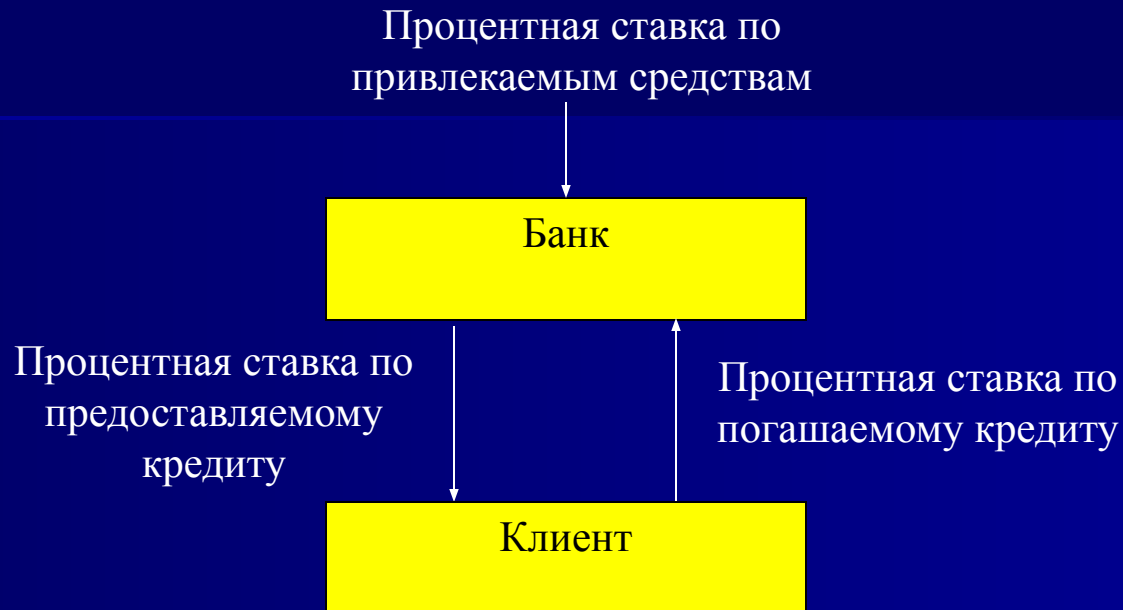 Процентная ставка по
привлекаемым средствам
Банк
Процентная ставка по
предоставляемому
кредиту
Процентная ставка по
погашаемому кредиту
Клиент